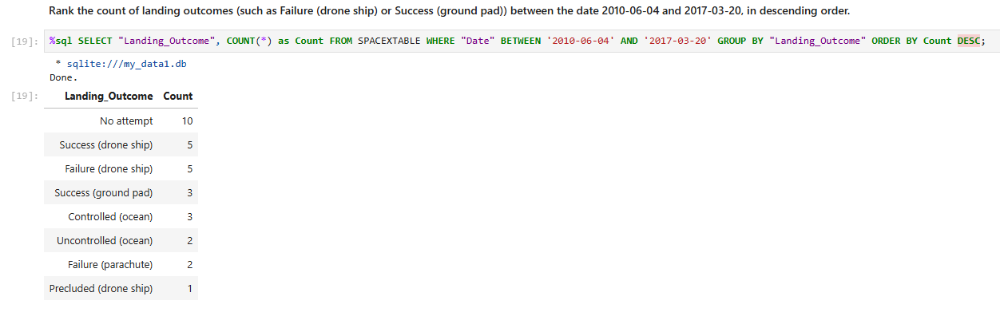 Rank the count of landing outcomes (such as Failure (drone ship) or Success (ground pad)) between the date 2010-06-04 and 2017-03-20, in descending order.
[19]: %sql SELECT "Landing_Outcome", COUNT(*) as Count FROM SPACEXTABLE WHERE "Date" BETWEEN '2010-06-04' AND '2017-03-20' GROUP BY "Landing_Outcome" ORDER BY Count DESC;
* sqlite:///my_data1.db
Done.
[19]: Landing_Outcome Count
No attempt 10
Success (drone ship) 5
Failure (drone ship) 5
Success (ground pad) 3
Controlled (ocean) 3
Uncontrolled (ocean) 2
Failure (parachute) 2
Precluded (drone ship) 1